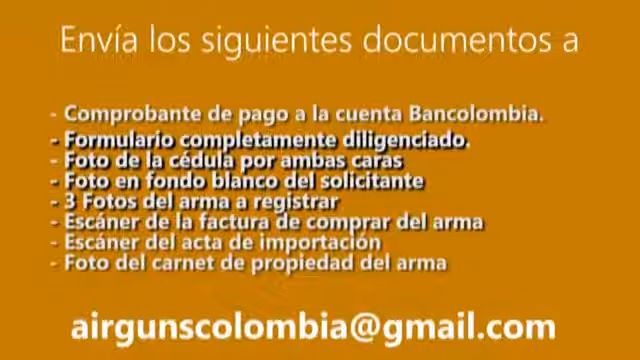 Envía los siguientes documentos a
- Comprobante de pago a la cuenta Bancolombia.
- Formulario completamente diligenciado.
- Foto de la cédula por ambas caras
- Foto en fondo blanco del solicitante
- 3 Fotos del arma a registrar
- Escáner de la factura de comprar del arma
- Escáner del acta de importación
- Foto del carnet de propiedad del arma
airgunscolombia@gmail.com